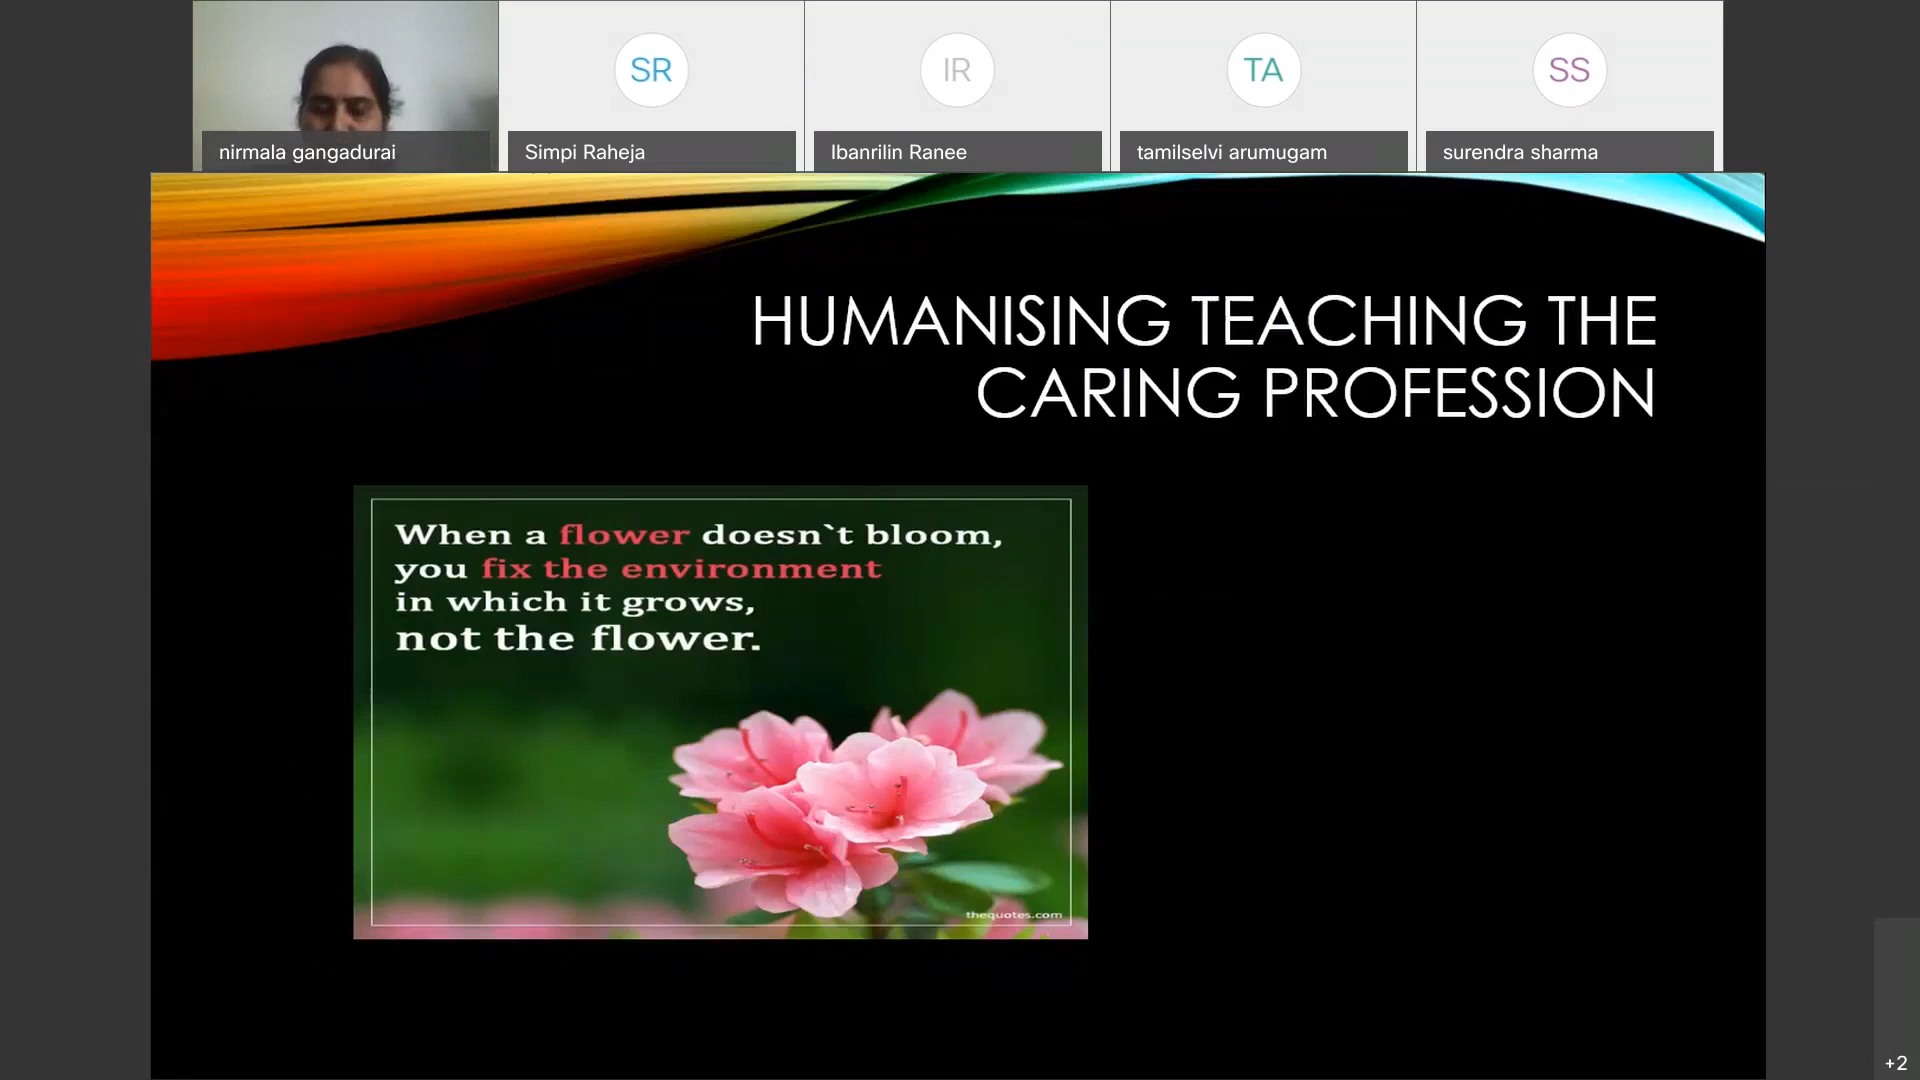 SR
IR
TA
SS
nirmala gangadurai
Simpi Raheja
Ibanrilin Ranee
tamilselvi arumugam
surendra sharma
HUMANISING TEACHING THE
CARING PROFESSION
When a flower doesn`t bloom,
you fix the environment
in which it grows,
not the flower.
thequotes.com
+2